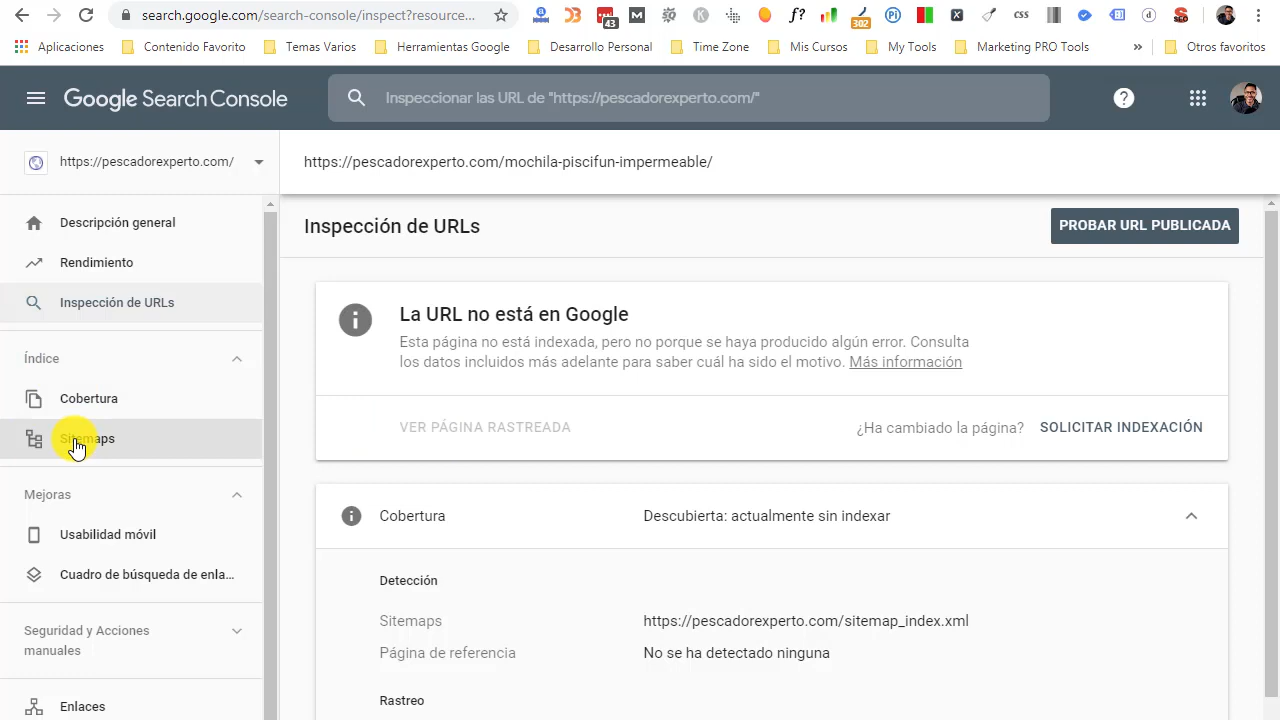 search.google.com/search-console/inspect?resource...
43
302
Aplicaciones
Contenido Favorito
Temas Varios
Herramientas Google
Desarrollo Personal
Time Zone
Mis Cursos
My Tools
Marketing PRO Tools
»
Otros favoritos
Google Search Console
Inspeccionar las URL de "https://pescadorexperto.com/"
https://pescadorexperto.com/
https://pescadorexperto.com/mochila-piscifun-impermeable/
Descripción general
Rendimiento
Inspección de URLs
Índice
Cobertura
Sitemaps
Mejoras
Usabilidad móvil
Cuadro de búsqueda de enla...
Seguridad y Acciones
manuales
Enlaces
Inspección de URLs
PROBAR URL PUBLICADA
La URL no está en Google
Esta página no está indexada, pero no porque se haya producido algún error. Consulta
los datos incluidos más adelante para saber cuál ha sido el motivo. Más información
VER PÁGINA RASTREADA
¿Ha cambiado la página? SOLICITAR INDEXACIÓN
Cobertura
Descubierta: actualmente sin indexar
Detección
Sitemaps
https://pescadorexperto.com/sitemap_index.xml
Página de referencia
No se ha detectado ninguna
Rastreo